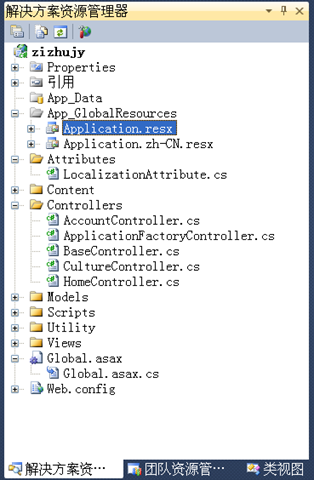 解决方案资源管理器
zizhujy
Properties
引用
App_Data
App_GlobalResources
Application.resx
Application.zh-CN.resx
Attributes
LocalizationAttribute.cs
Content
Controllers
AccountController.cs
ApplicationFactoryController.cs
BaseController.cs
CultureController.cs
HomeController.cs
Models
Scripts
Utility
Views
Global.asax
Global.asax.cs
Web.config
解决方案资… 团队资源管… 类视图